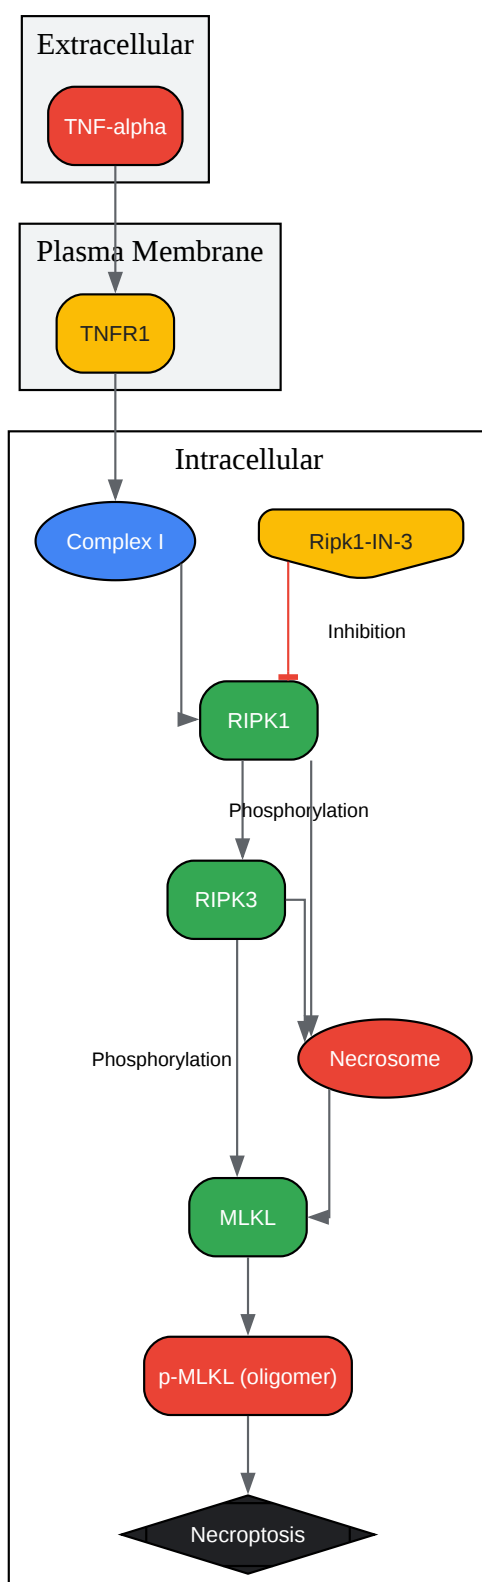 Extracellular
TNF-alpha
Plasma Membrane
TNFR1
Intracellular
Complex I
Ripk1-IN-3
Inhibition
RIPK1
Phosphorylation
RIPK3
Phosphorylation
Necrosome
MLKL
p-MLKL (oligomer)
Necroptosis